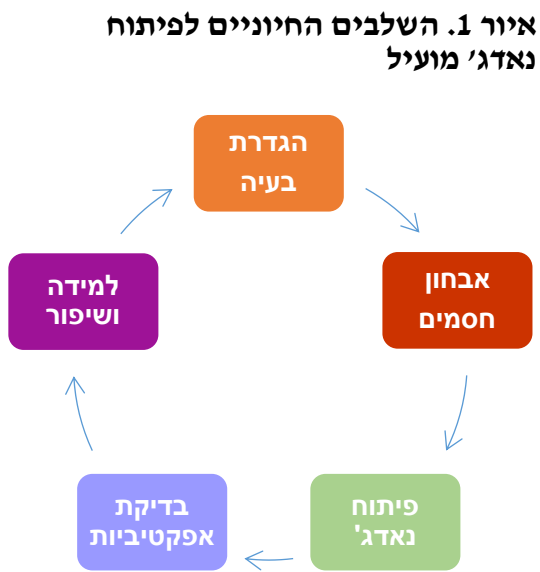 איור 1. השלבים החיוניים לפיתוח
נאדג׳ מועיל
הגדרת
בעיה
אבחון
חסמים
פיתוח
נאדג'
בדיקת
אפקטיביות
למידה
ושיפור